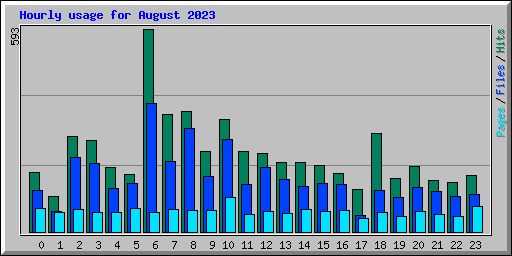 Hourly usage for August 2023
593
Pages / Files / Hits
0 1 2 3 4 5 6 7 8 9 10 11 12 13 14 15 16 17 18 19 20 21 22 23